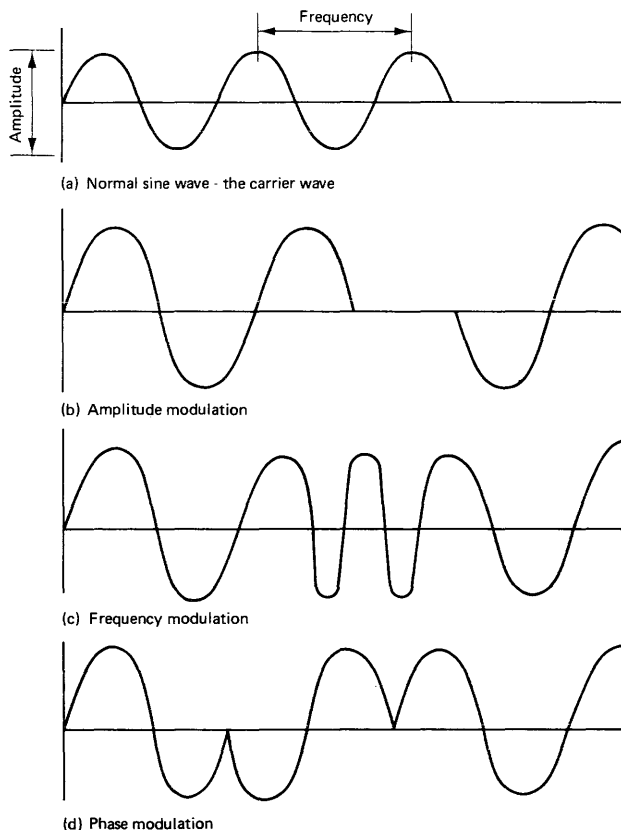 Frequency
Amplitude
(a) Normal sine wave - the carrier wave
(b) Amplitude modulation
(c) Frequency modulation
(d) Phase modulation